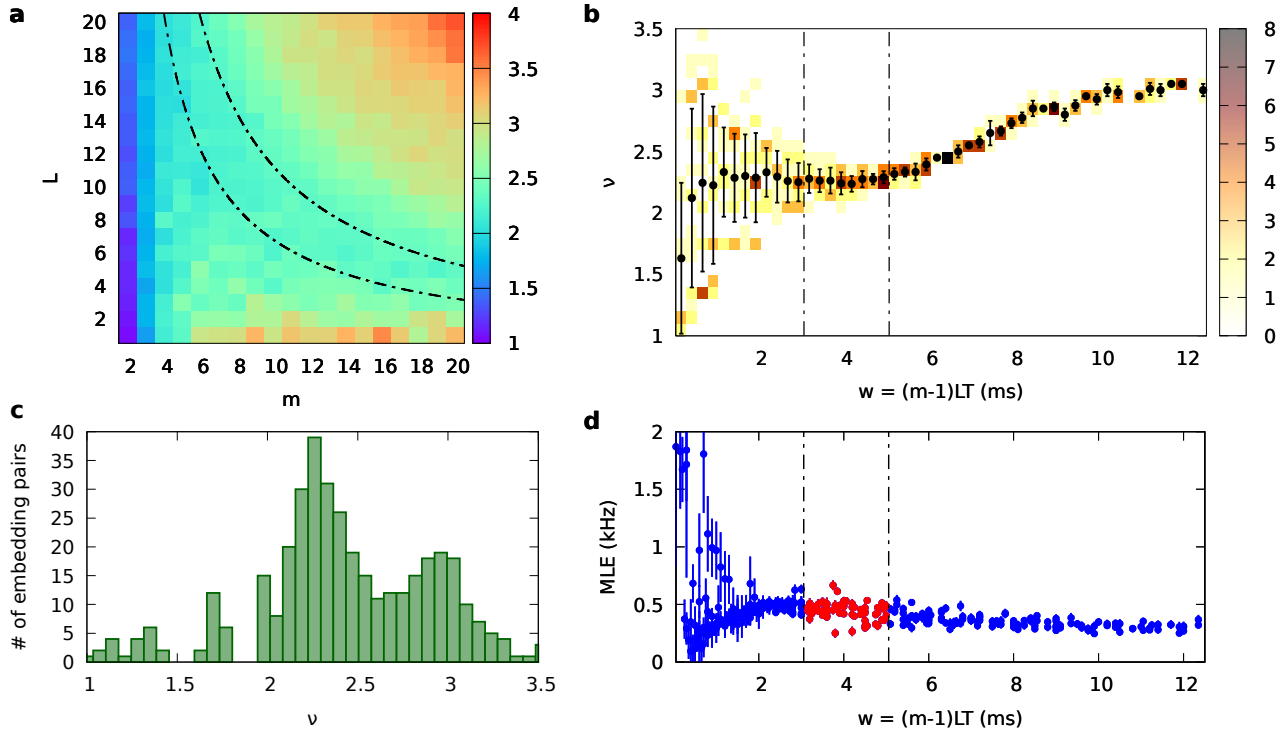 a
20
18
16
14
12
10
8
6
4
2
L
2 4 6 8 10 12 14 16 18 20
m
4
3.5
3
2.5
2
1.5
1
b
3.5
3
2.5
2
1.5
1
ν
2 4 6 8 10 12
w = (m-1)LT (ms)
8
7
6
5
4
3
2
1
0
c
40
35
30
25
20
15
10
5
0
# of embedding pairs
1 1.5 2 2.5 3 3.5
ν
d
2
1.5
1
0.5
0
MLE (kHz)
2 4 6 8 10 12
w = (m-1)LT (ms)